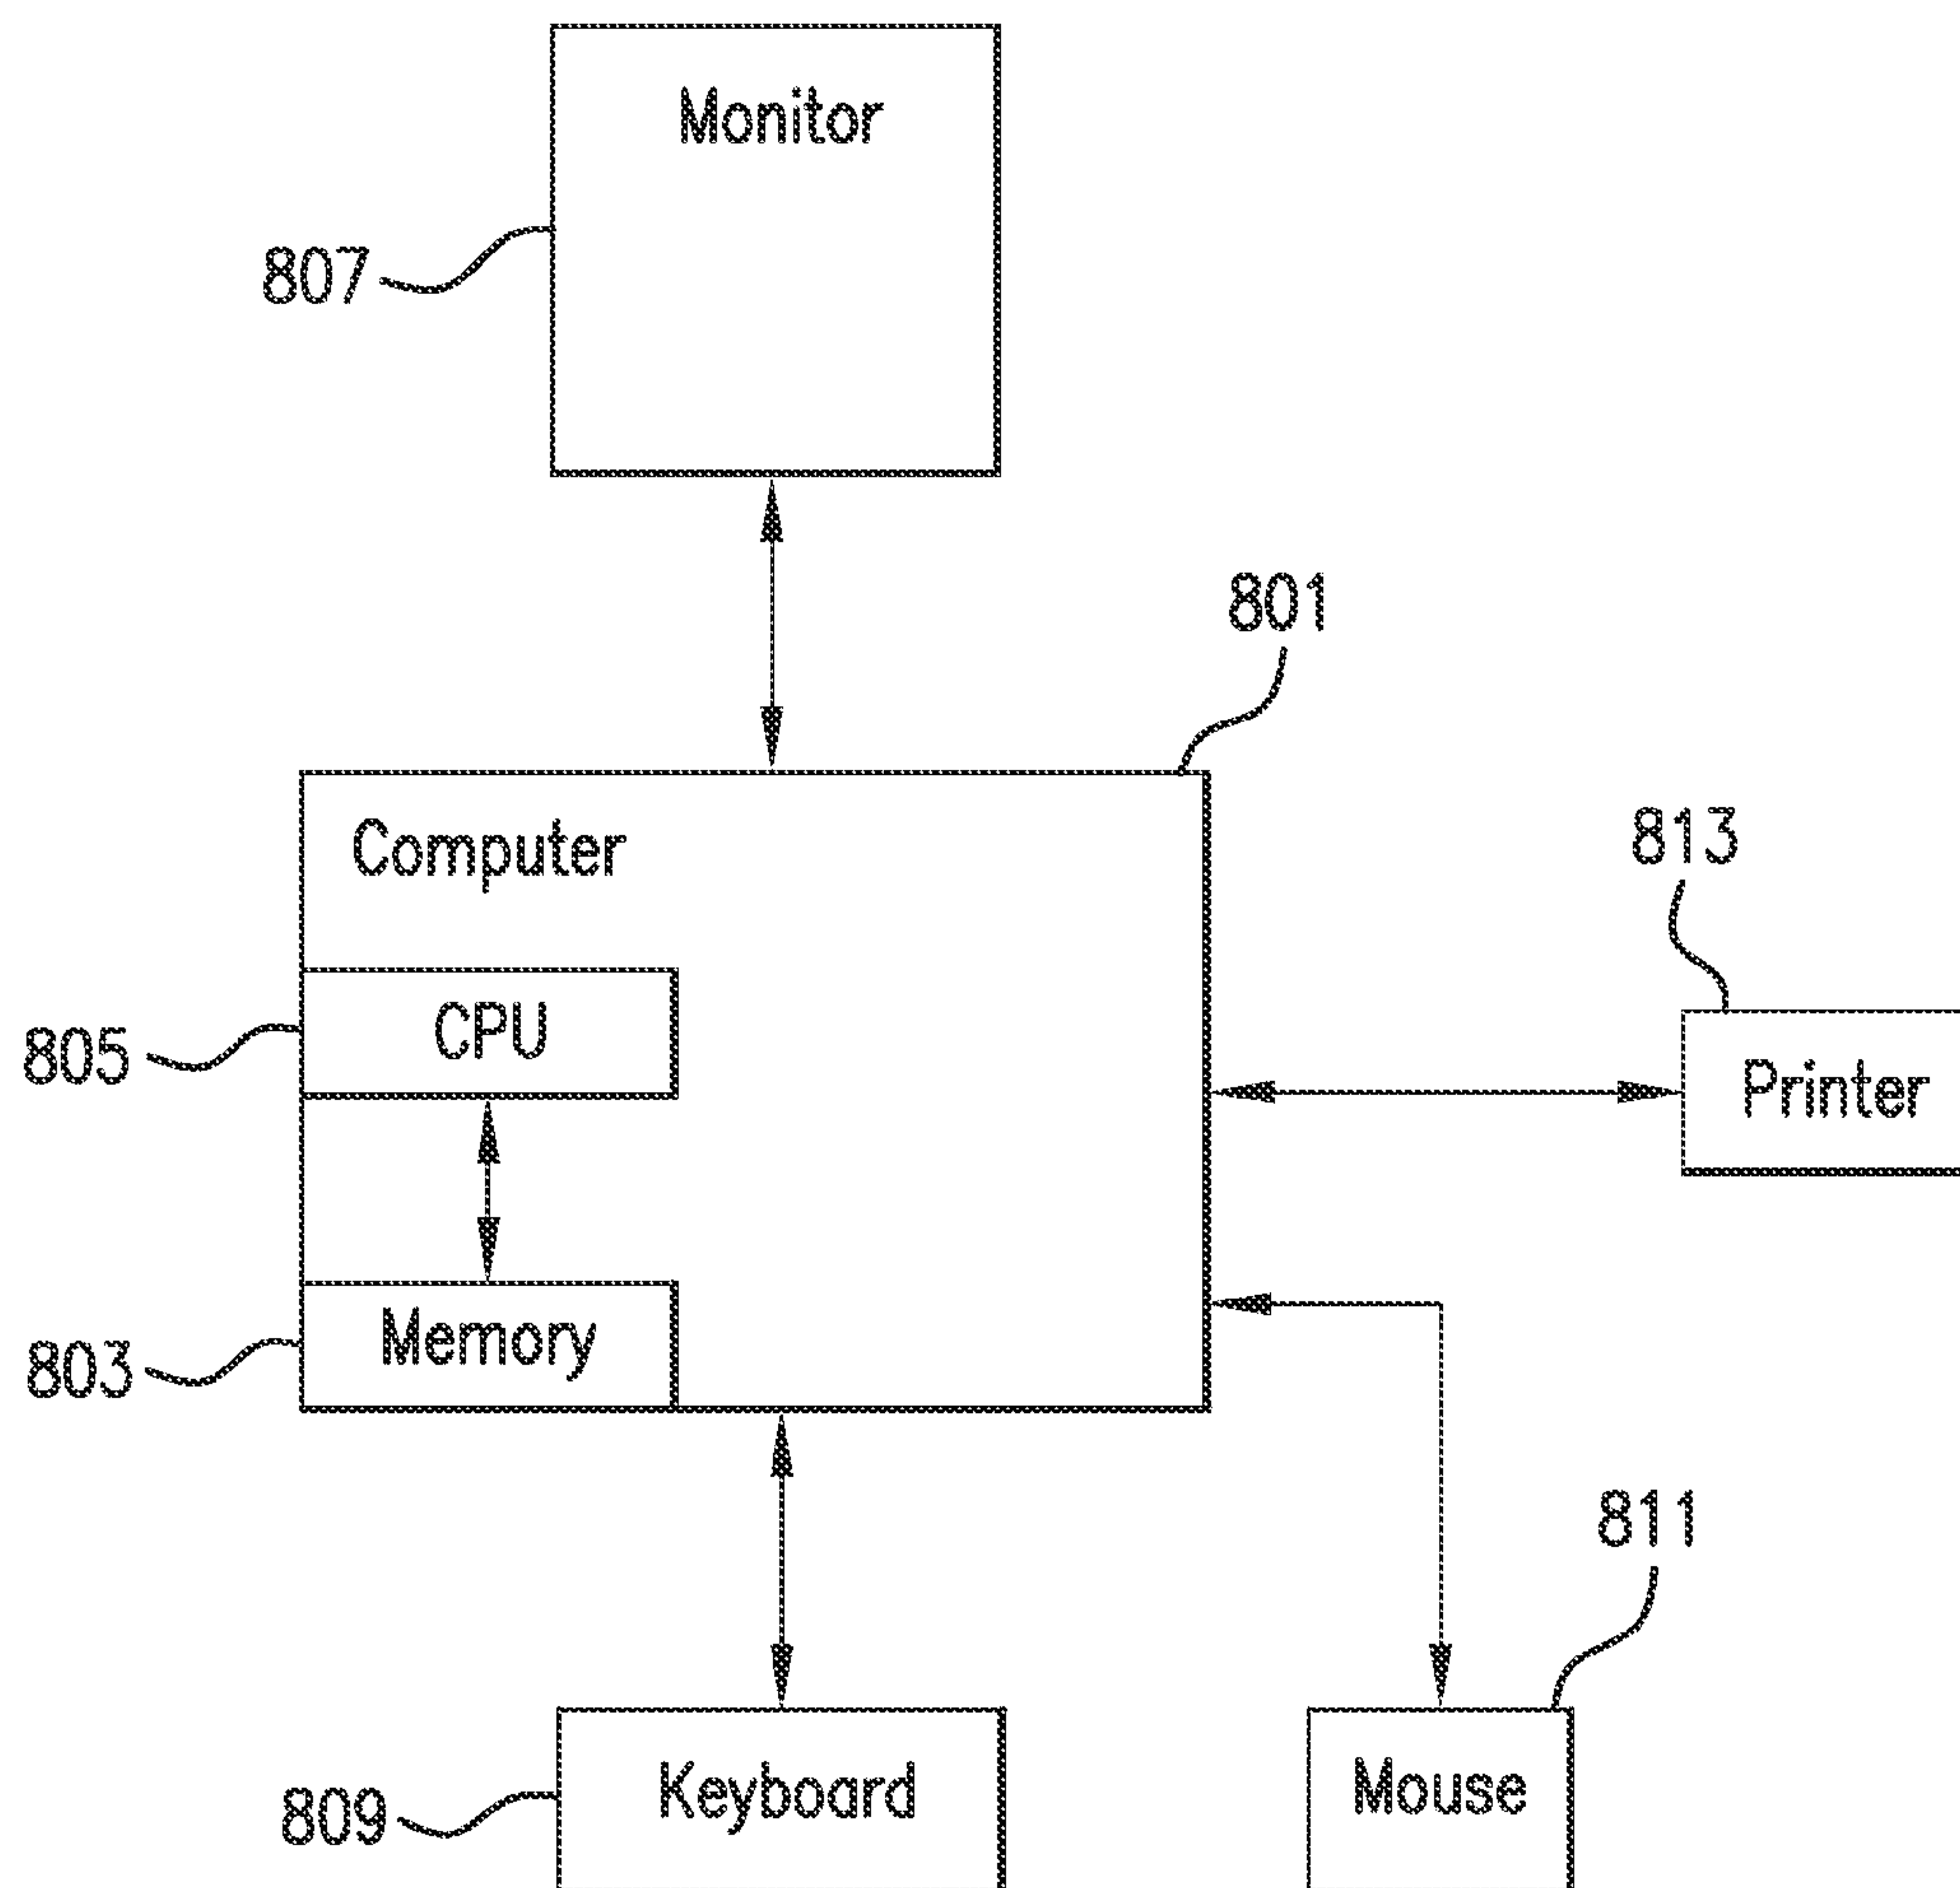 Monitor
807
801
Computer
813
CPU
805
Printer
Memory
803
811
Keyboard
Mouse
809